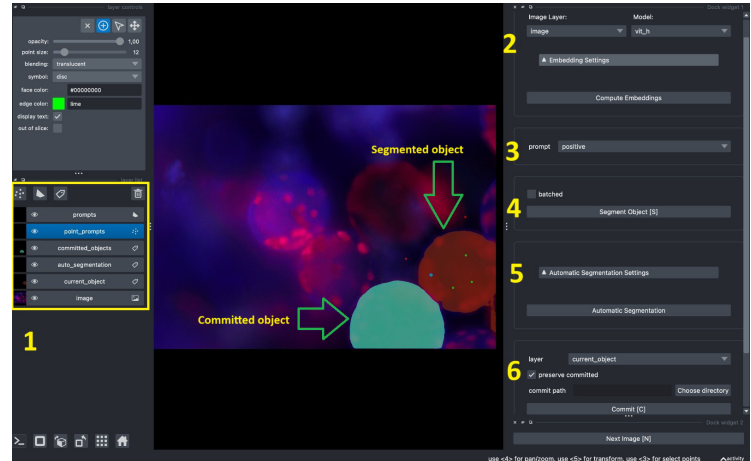 layer controls
opacity: 1,00
point size: 12
blending: translucent
symbol: disc
face color: #00000000
edge color: lime
display text:
out of slice:
layer list
prompts
point_prompts
committed_objects
auto_segmentation
current_object
image
1
Segmented object
Committed object
Dock widget 1
Image Layer: Model:
image vit_h
2
Embedding Settings
Compute Embeddings
3
prompt positive
batched
4
Segment Object [S]
5
Automatic Segmentation Settings
Automatic Segmentation
layer current_object
6
preserve committed
commit path Choose directory
Commit [C]
Dock widget 2
Next Image [N]
use <4> for pan/zoom, use <5> for transform, use <3> for select points activity